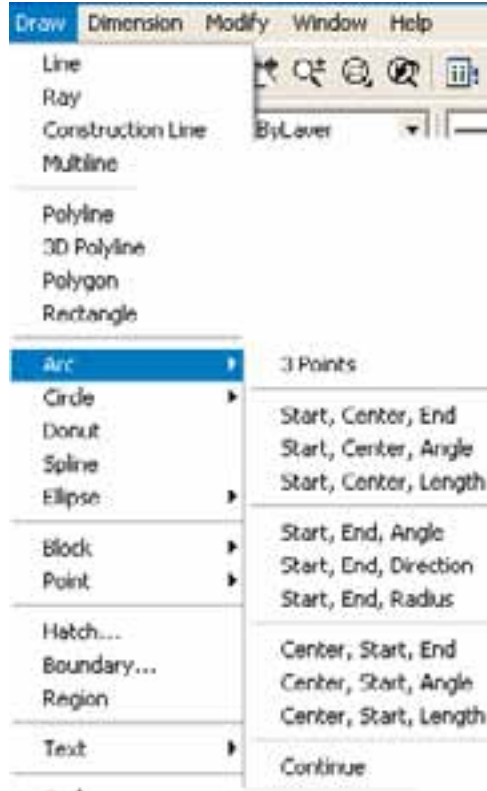 Draw Dimension Modify Window Help
Line
Ray
Construction Line
ByLayer
Multiline
Polyline
3D Polyline
Polygon
Rectangle
Arc
Circle
Donut
Spline
Ellipse
Block
Point
Hatch...
Boundary...
Region
Text
3 Points
Start, Center, End
Start, Center, Angle
Start, Center, Length
Start, End, Angle
Start, End, Direction
Start, End, Radius
Center, Start, End
Center, Start, Angle
Center, Start, Length
Continue